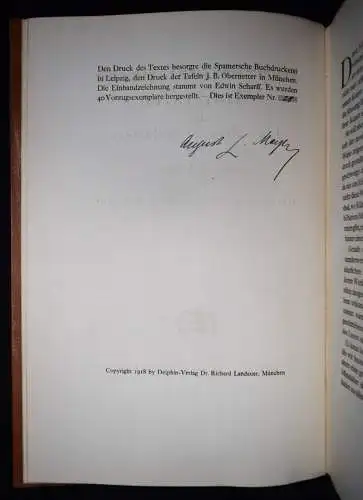 Den Druck des Textes besorgte die Spamersche Buchdruckerei
in Leipzig, den Druck der Tafeln J. B. Obernetter in München.
Die Einbandzeichnung stammt von Edwin Scharff. Es wurden
40 Vorzugsexemplare hergestellt. — Dies ist Exemplar Nr.
August L. Mayer
Copyright 1918 by Delphin-Verlag Dr. Richard Landauer, München